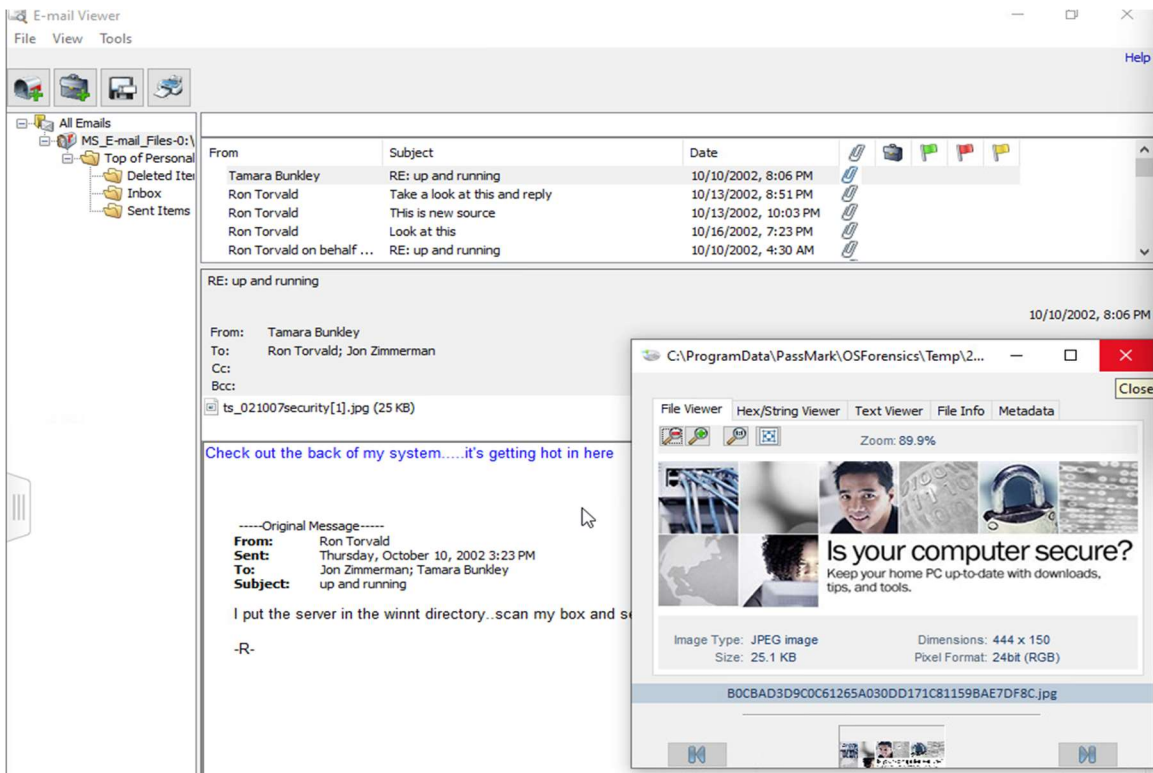 E-mail Viewer
File View Tools
Help
All Emails
MS_E-mail_Files-0:\
Top of Personal
Deleted Ite
Inbox
Sent Items
From Subject Date
Tamara Bunkley RE: up and running 10/10/2002, 8:06 PM
Ron Torvald Take a look at this and reply 10/13/2002, 8:51 PM
Ron Torvald THis is new source 10/13/2002, 10:03 PM
Ron Torvald Look at this 10/16/2002, 7:23 PM
Ron Torvald on behalf ... RE: up and running 10/10/2002, 4:30 AM
RE: up and running
10/10/2002, 8:06 PM
From: Tamara Bunkley
To: Ron Torvald; Jon Zimmerman
Cc:
Bcc:
ts_021007security[1].jpg (25 KB)
Check out the back of my system.....it's getting hot in here
-----Original Message-----
From: Ron Torvald
Sent: Thursday, October 10, 2002 3:23 PM
To: Jon Zimmerman; Tamara Bunkley
Subject: up and running
I put the server in the winnt directory..scan my box and
-R-
C:\ProgramData\PassMark\OSForensics\Temp\2...
Close
File Viewer Hex/String Viewer Text Viewer File Info Metadata
Zoom: 89.9%
Is your computer secure?
Keep your home PC up-to-date with downloads,
tips, and tools.
Image Type: JPEG image Dimensions: 444 x 150
Size: 25.1 KB Pixel Format: 24bit (RGB)
B0CBAD3D9C0C61265A030DD171C81159BAE7DF8C.jpg